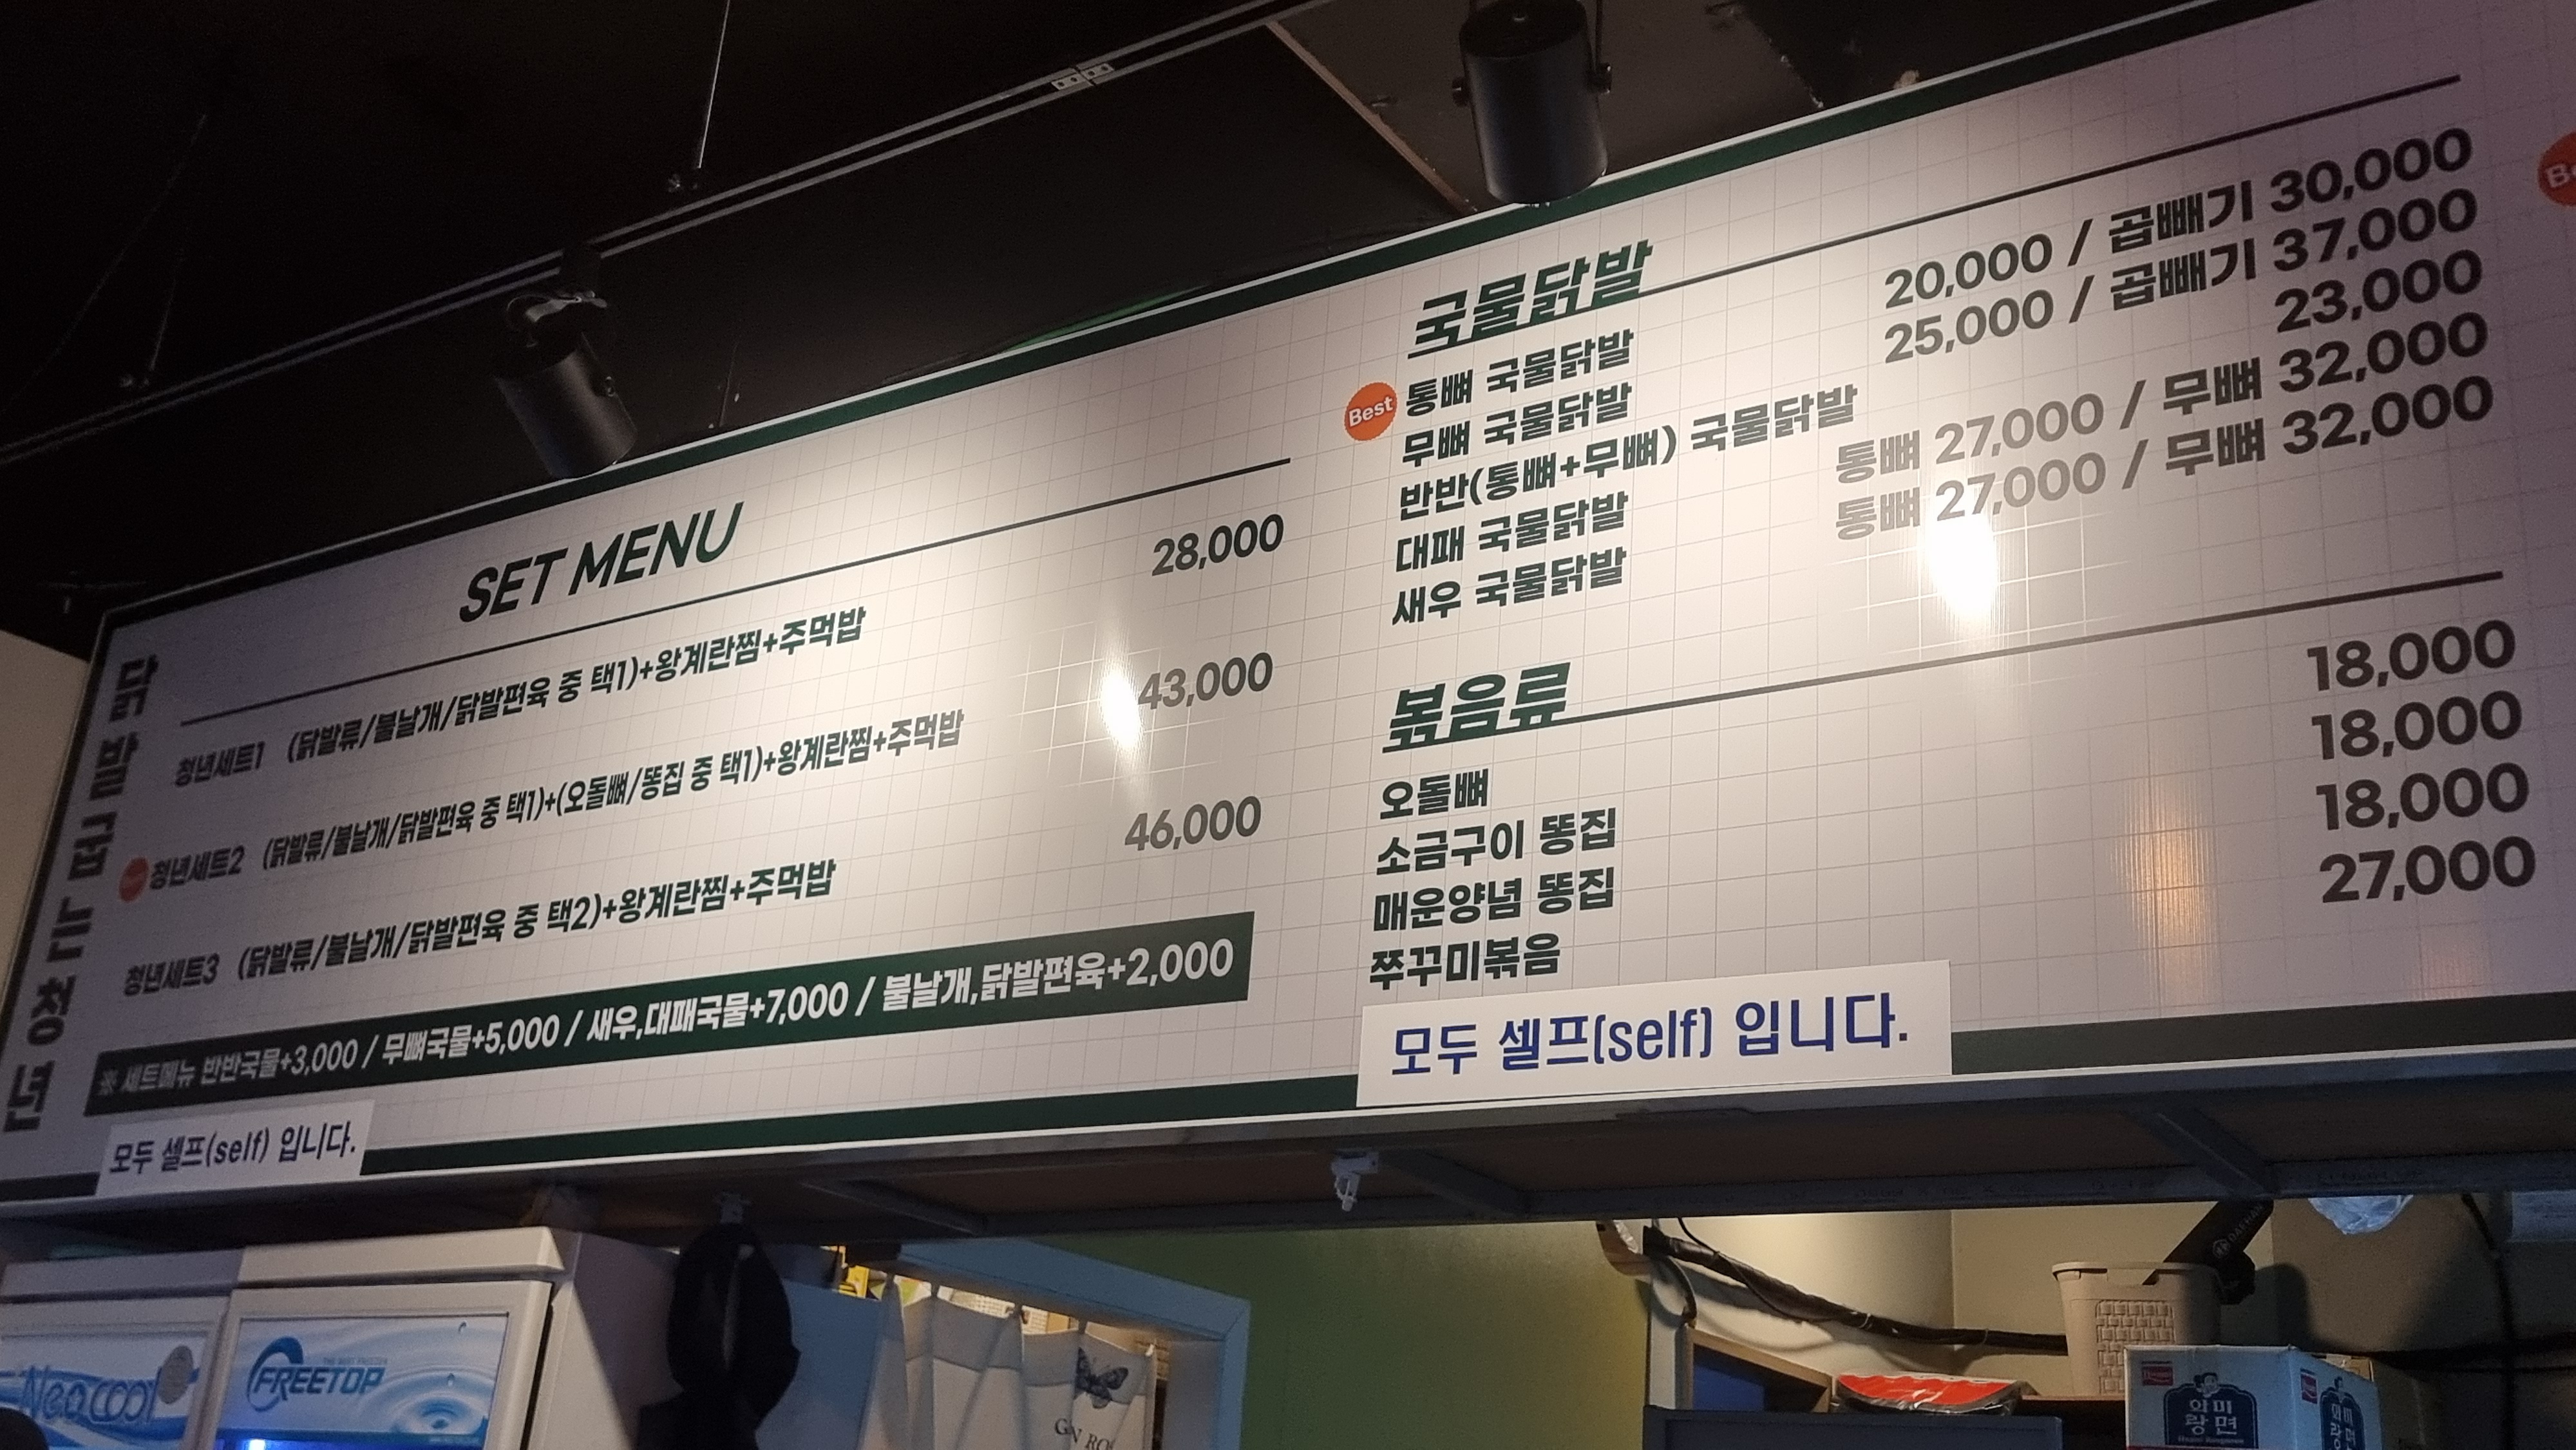 닭발굽는청년
SET MENU
청년세트1 (닭발류/불날개/닭발편육 중 택1)+왕계란찜+주먹밥 28,000
청년세트2 (닭발류/불날개/닭발편육 중 택1)+(오돌뼈/똥집 중 택1)+왕계란찜+주먹밥 43,000
청년세트3 (닭발류/불날개/닭발편육 중 택2)+왕계란찜+주먹밥 46,000
※ 세트메뉴 반반국물+3,000 / 무뼈국물+5,000 / 새우,대패국물+7,000 / 불날개,닭발편육+2,000
모두 셀프(self) 입니다.
국물닭발
Best 통뼈 국물닭발 20,000 / 곱빼기 30,000
무뼈 국물닭발 25,000 / 곱빼기 37,000
반반(통뼈+무뼈) 국물닭발 23,000
대패 국물닭발 통뼈 27,000 / 무뼈 32,000
새우 국물닭발 통뼈 27,000 / 무뼈 32,000
볶음류
오돌뼈 18,000
소금구이 똥집 18,000
매운양념 똥집 18,000
쭈꾸미볶음 27,000
모두 셀프(self) 입니다.
Neocool
FREETOP